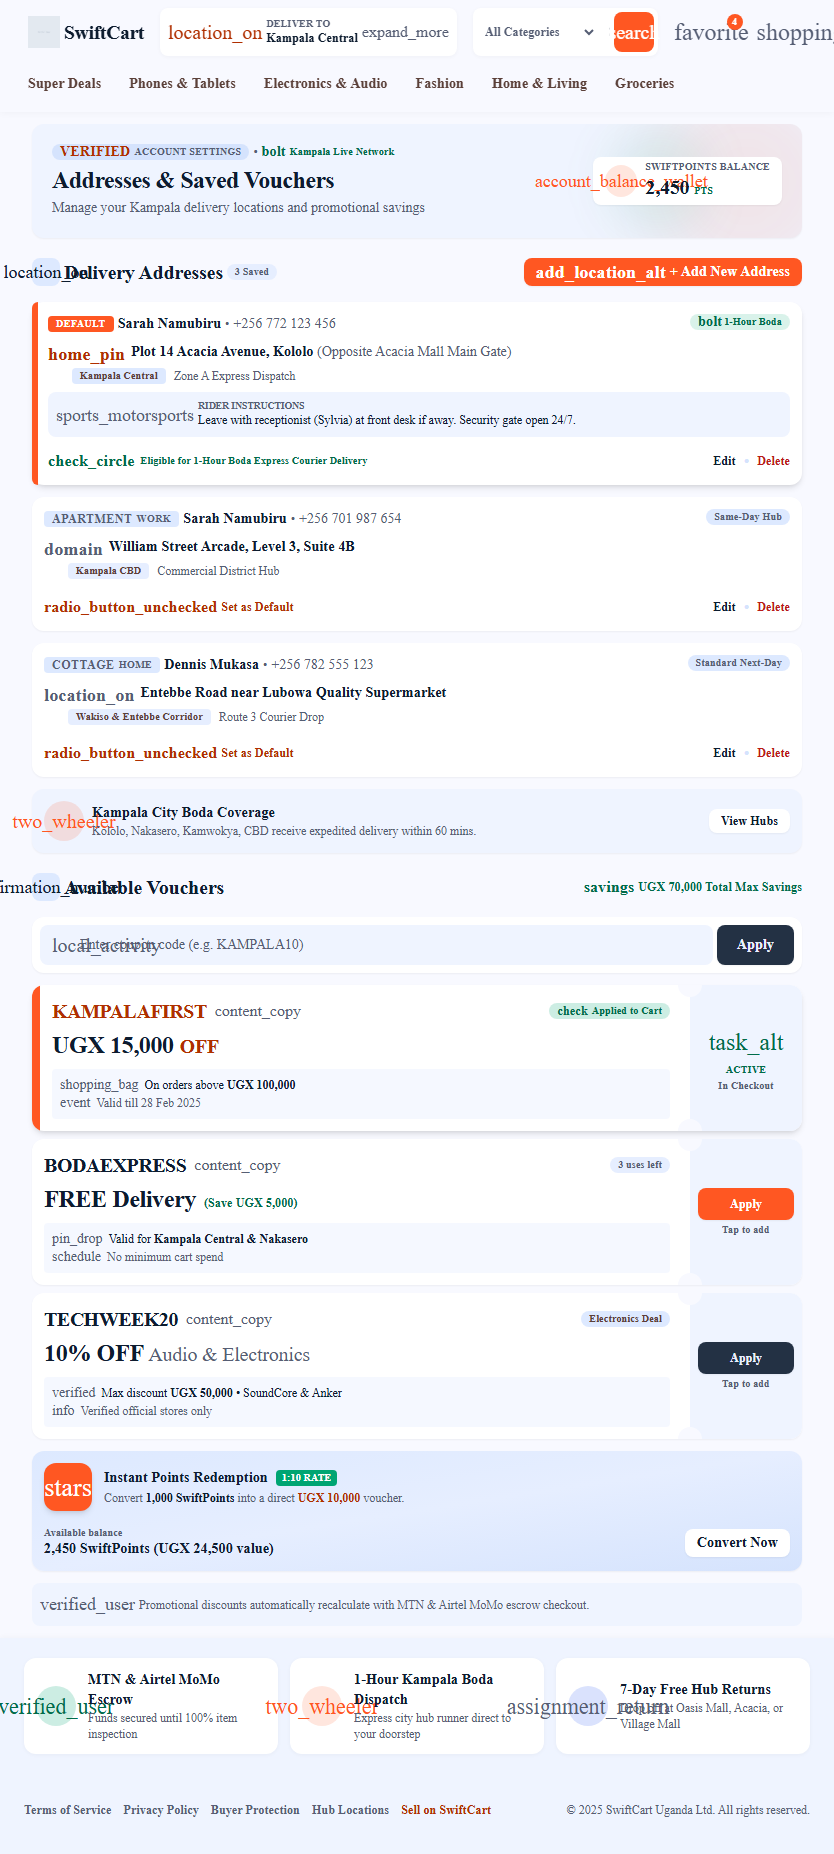 SwiftCart
location_on DELIVER TO Kampala Central expand_more
All Categories
search
favorite 4
shopping
Super Deals Phones & Tablets Electronics & Audio Fashion Home & Living Groceries
VERIFIED ACCOUNT SETTINGS • bolt Kampala Live Network
Addresses & Saved Vouchers
Manage your Kampala delivery locations and promotional savings
account_balance_wallet
SWIFTPOINTS BALANCE
2,450 PTS
location_on Delivery Addresses 3 Saved
add_location_alt + Add New Address
DEFAULT Sarah Namubiru • +256 772 123 456
bolt 1-Hour Boda
home_pin Plot 14 Acacia Avenue, Kololo (Opposite Acacia Mall Main Gate)
Kampala Central Zone A Express Dispatch
sports_motorsports RIDER INSTRUCTIONS
Leave with receptionist (Sylvia) at front desk if away. Security gate open 24/7.
check_circle Eligible for 1-Hour Boda Express Courier Delivery
Edit • Delete
APARTMENT WORK Sarah Namubiru • +256 701 987 654
Same-Day Hub
domain William Street Arcade, Level 3, Suite 4B
Kampala CBD Commercial District Hub
radio_button_unchecked Set as Default
Edit • Delete
COTTAGE HOME Dennis Mukasa • +256 782 555 123
Standard Next-Day
location_on Entebbe Road near Lubowa Quality Supermarket
Wakiso & Entebbe Corridor Route 3 Courier Drop
radio_button_unchecked Set as Default
Edit • Delete
two_wheeler Kampala City Boda Coverage
Kololo, Nakasero, Kamwokya, CBD receive expedited delivery within 60 mins.
View Hubs
Available Vouchers
savings UGX 70,000 Total Max Savings
local_activity Enter coupon code (e.g. KAMPALA10)
Apply
KAMPALAFIRST content_copy
check Applied to Cart
UGX 15,000 OFF
shopping_bag On orders above UGX 100,000
event Valid till 28 Feb 2025
task_alt
ACTIVE
In Checkout
BODAEXPRESS content_copy
3 uses left
FREE Delivery (Save UGX 5,000)
pin_drop Valid for Kampala Central & Nakasero
schedule No minimum cart spend
Apply
Tap to add
TECHWEEK20 content_copy
Electronics Deal
10% OFF Audio & Electronics
verified Max discount UGX 50,000 • SoundCore & Anker
info Verified official stores only
Apply
Tap to add
stars
Instant Points Redemption 1:10 RATE
Convert 1,000 SwiftPoints into a direct UGX 10,000 voucher.
Available balance
2,450 SwiftPoints (UGX 24,500 value)
Convert Now
verified_user Promotional discounts automatically recalculate with MTN & Airtel MoMo escrow checkout.
verified_user
MTN & Airtel MoMo
Escrow
Funds secured until 100% item
inspection
two_wheeler
1-Hour Kampala Boda
Dispatch
Express city hub runner direct to
your doorstep
assignment_return
7-Day Free Hub Returns
at Oasis Mall, Acacia, or
Village Mall
Terms of Service Privacy Policy Buyer Protection Hub Locations Sell on SwiftCart
© 2025 SwiftCart Uganda Ltd. All rights reserved.